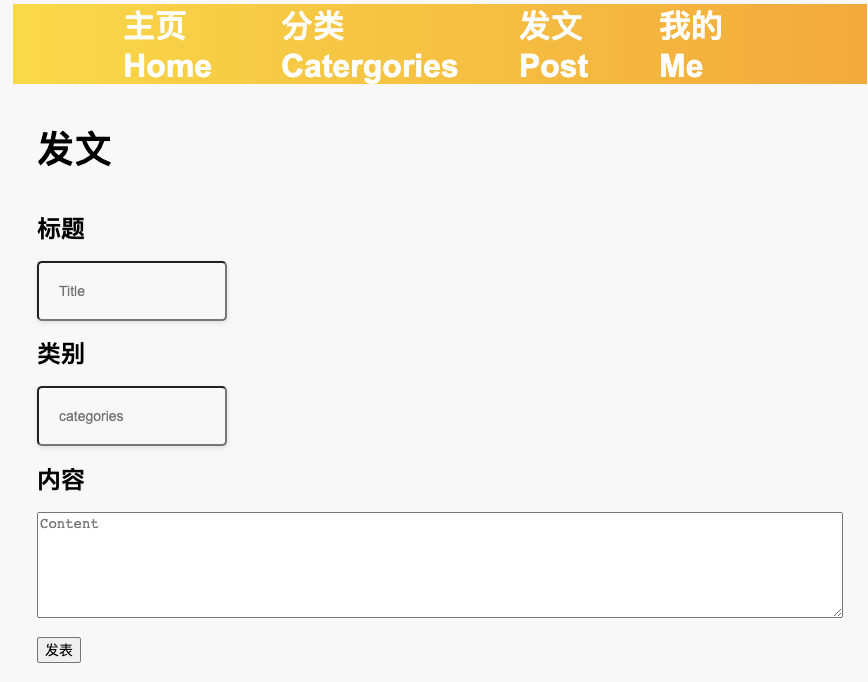 主页 分类 发文 我的
Home Catergories Post Me
发文
标题
Title
类别
categories
内容
Content
发表